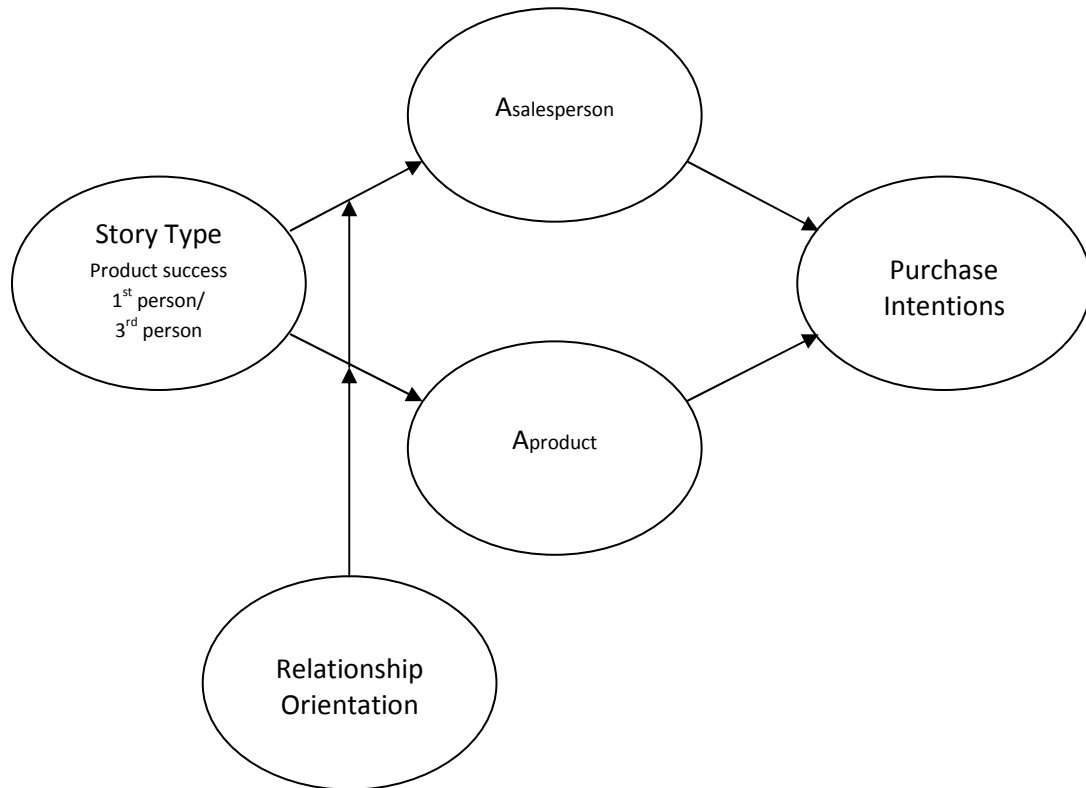 Asalesperson
Story Type
Product success
1st person/
3rd person
Purchase
Intentions
Aproduct
Relationship
Orientation